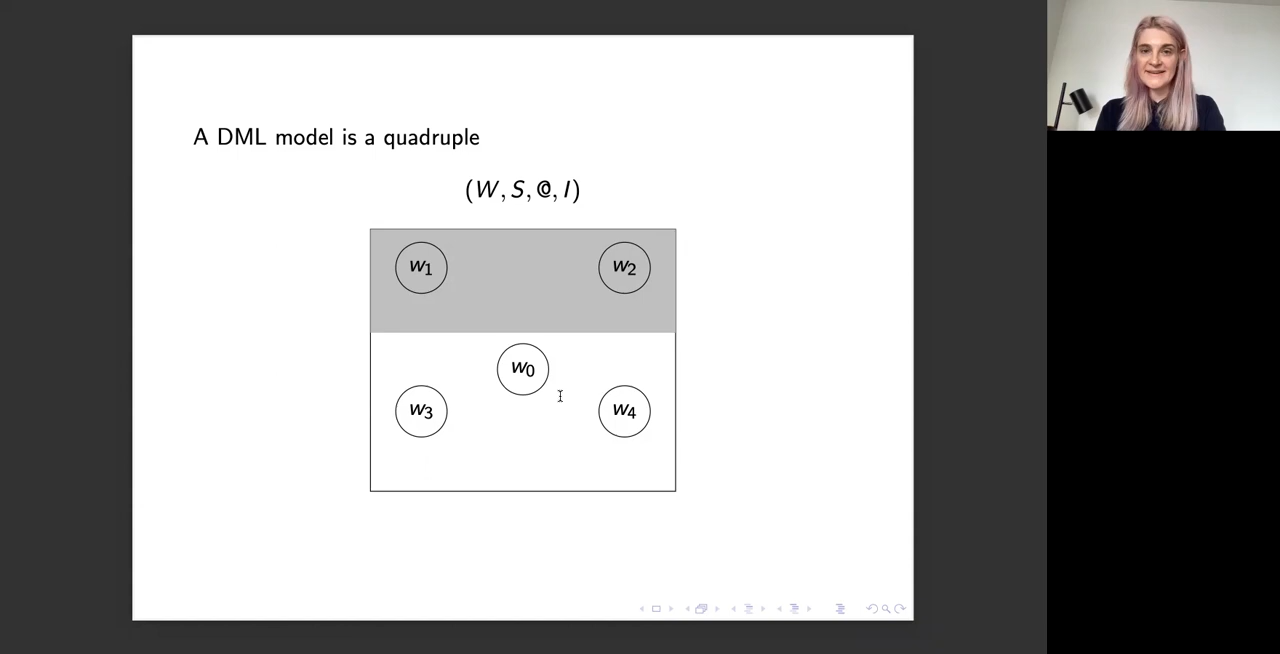 A DML model is a quadruple
(W, S, @, I)
w₁ w₂
w₀
w₃ w₄